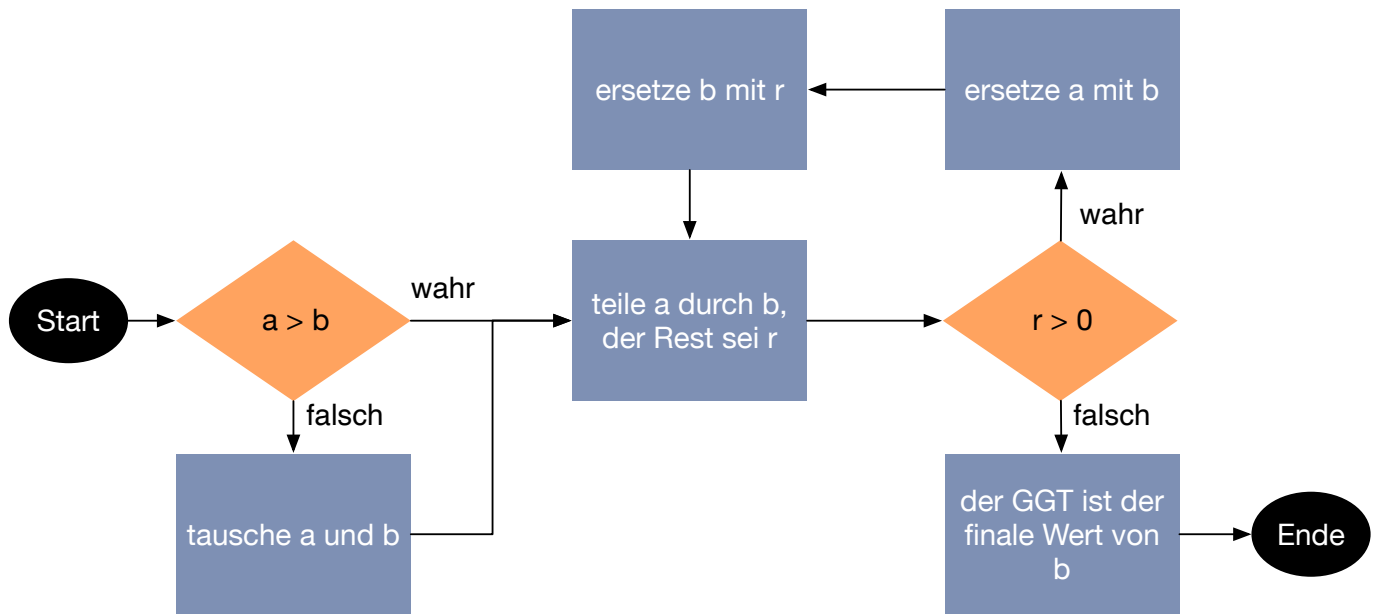 ersetze b mit r
ersetze a mit b
wahr
Start
a > b
wahr
teile a durch b,
der Rest sei r
r > 0
falsch
falsch
tausche a und b
der GGT ist der
finale Wert von
b
Ende